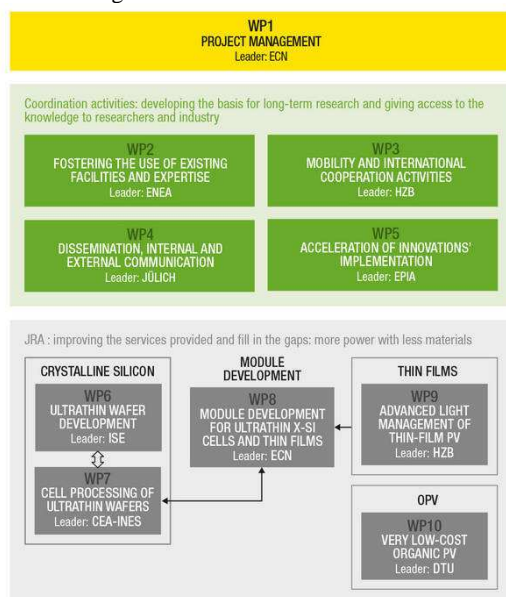 WP1
PROJECT MANAGEMENT
Leader: ECN
Coordination activities: developing the basis for long-term research and giving access to the
knowledge to researchers and industry
WP2
FOSTERING THE USE OF EXISTING
FACILITIES AND EXPERTISE
Leader: ENEA
WP3
MOBILITY AND INTERNATIONAL
COOPERATION ACTIVITIES
Leader: HZB
WP4
DISSEMINATION, INTERNAL AND
EXTERNAL COMMUNICATION
Leader: JÜLICH
WP5
ACCELERATION OF INNOVATIONS'
IMPLEMENTATION
Leader: EPIA
JRA : improving the services provided and fill in the gaps: more power with less materials
CRYSTALLINE SILICON
WP6
ULTRATHIN WAFER
DEVELOPMENT
Leader: ISE
WP7
CELL PROCESSING OF
ULTRATHIN WAFERS
Leader: CEA-INES
MODULE
DEVELOPMENT
WP8
MODULE DEVELOPMENT
FOR ULTRATHIN X-SI
CELLS AND THIN FILMS
Leader: ECN
THIN FILMS
WP9
ADVANCED LIGHT
MANAGEMENT OF
THIN-FILM PV
Leader: HZB
OPV
WP10
VERY LOW-COST
ORGANIC PV
Leader: DTU